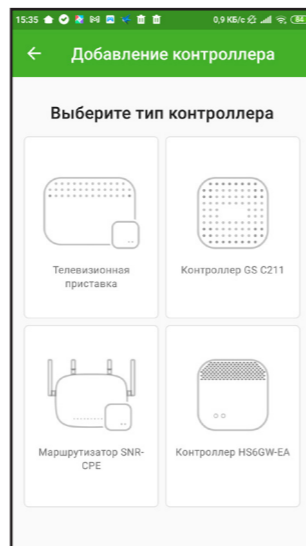 15:35 0,9 КБ/с 84
Добавление контроллера
Выберите тип контроллера
Телевизионная
приставка
Контроллер GS C211
Маршрутизатор SNR-
CPE
Контроллер HS6GW-EA